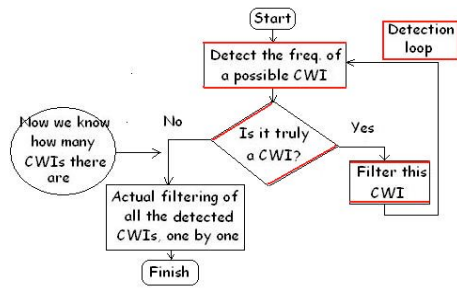 Start
Detection
loop
Detect the freq. of
a possible CWI
Now we know
how many
CWIs there
are
No
Is it truly
a CWI?
Yes
Filter this
CWI
Actual filtering of
all the detected
CWIs, one by one
Finish